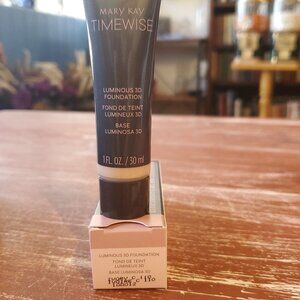 MARY KAY
TIMEWISE
LUMINOUS 3D
FOUNDATION
FOND DE TEINT
LUMINEUX 3D
BASE
LUMINOSA 3D
1 FL. OZ. / 30 mL
LUMINOUS 3D FOUNDATION
FOND DE TEINT
LUMINEUX 3D
BASE LUMINOSA 3D